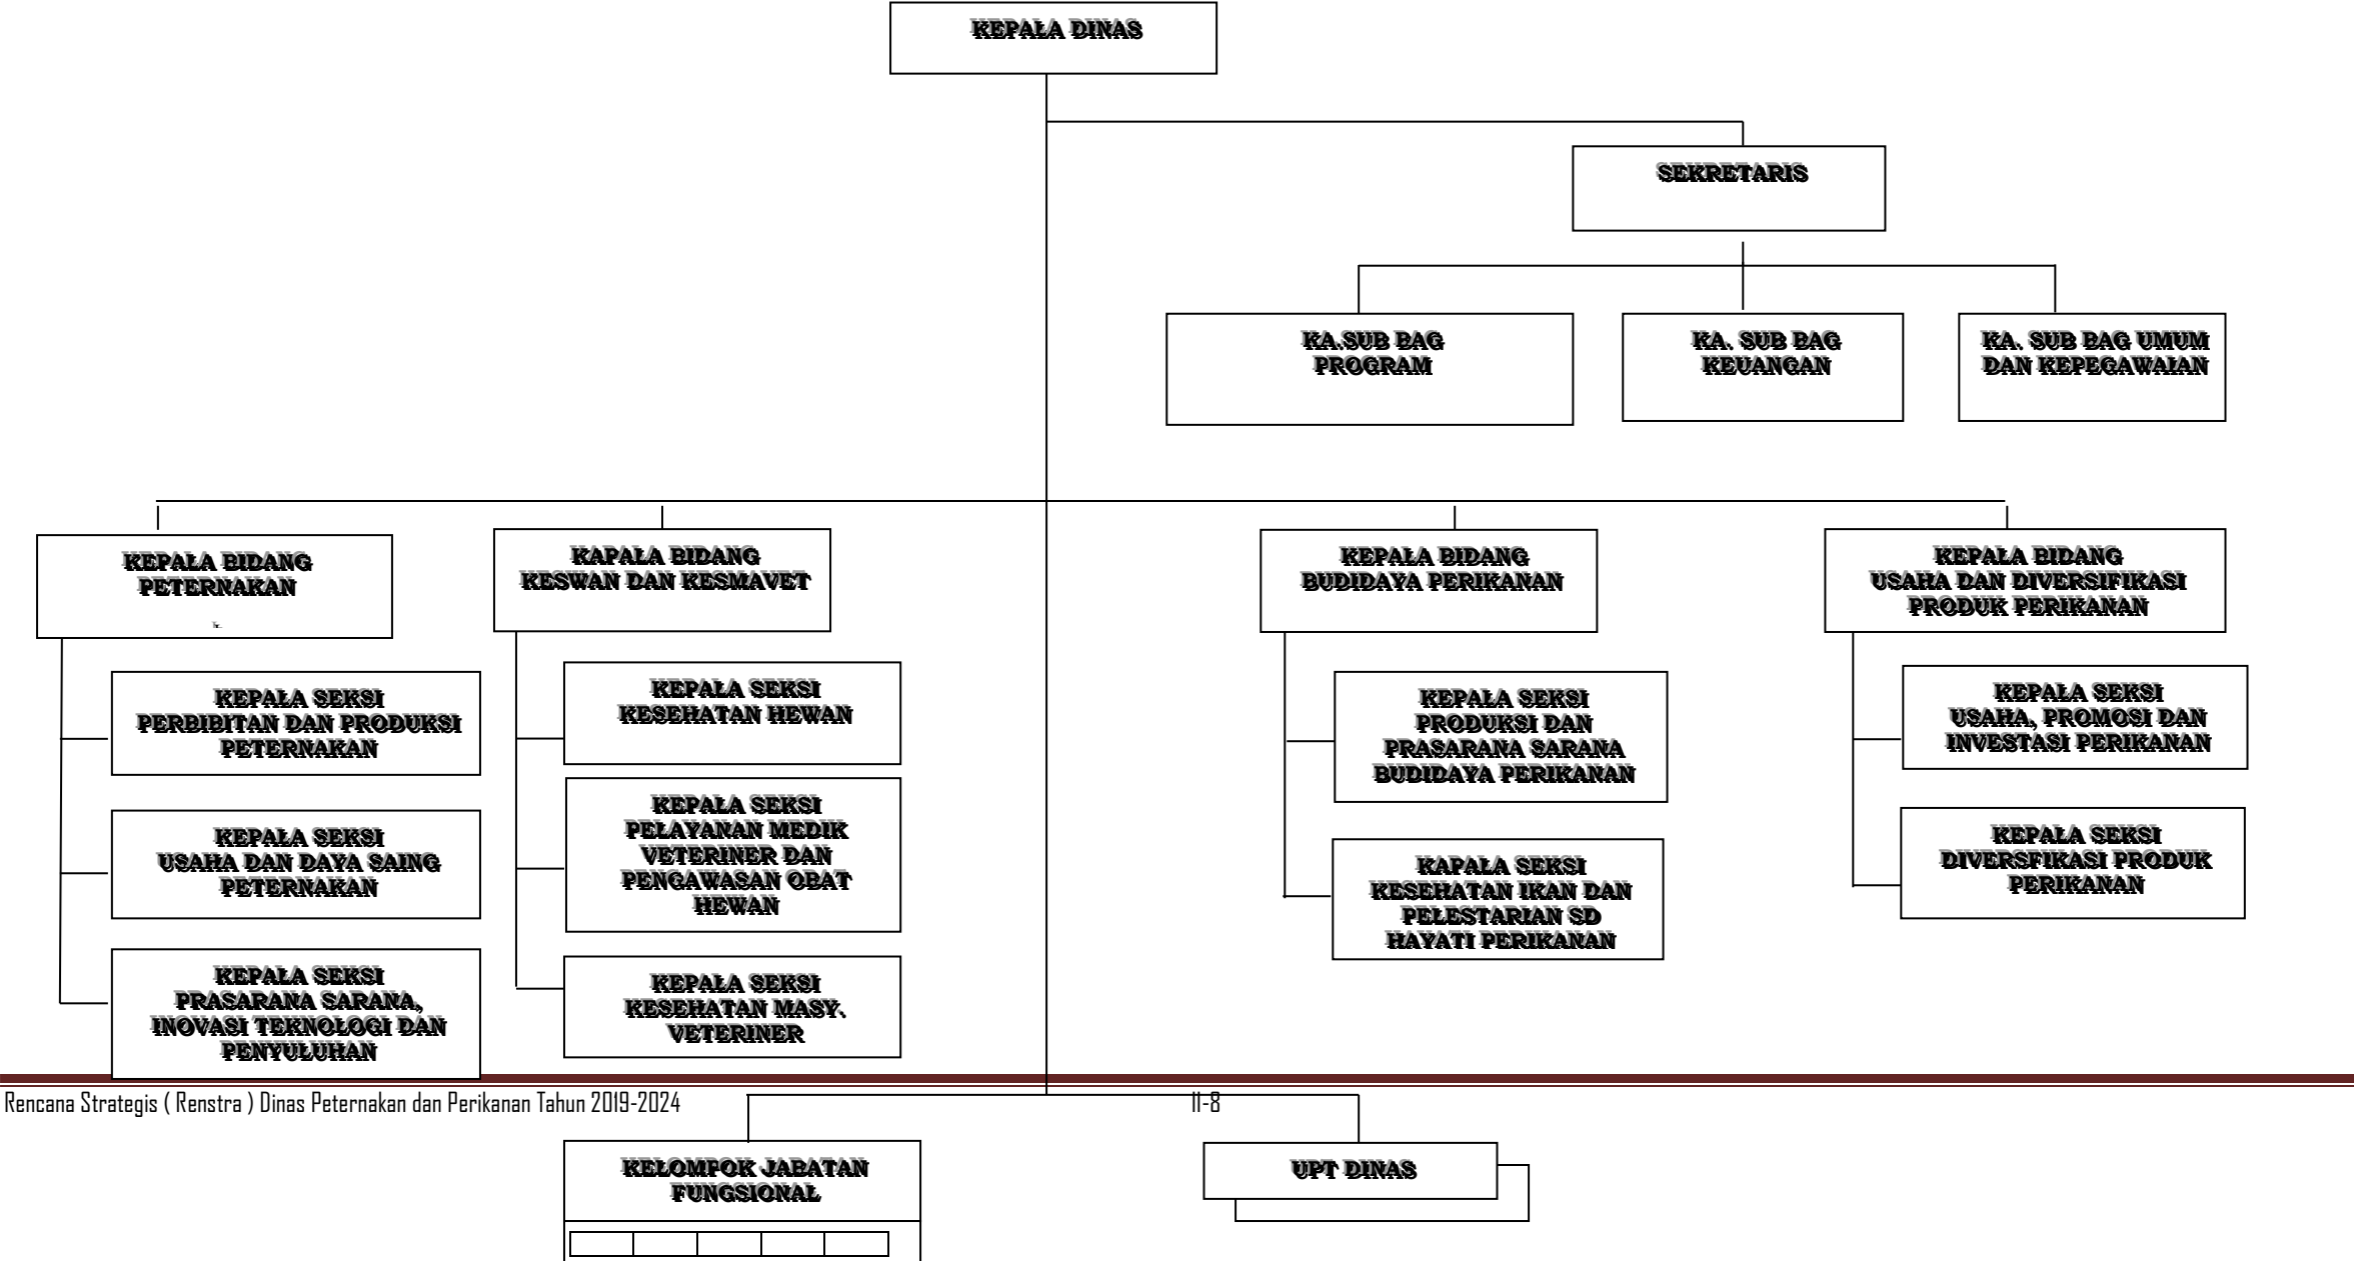 KEPALA DINAS
SEKRETARIS
KA.SUB BAG
PROGRAM
KA. SUB BAG
KEUANGAN
KA. SUB BAG UMUM
DAN KEPEGAWAIAN
KEPALA BIDANG
PETERNAKAN
KAPALA BIDANG
KESWAN DAN KESMAVET
KEPALA BIDANG
BUDIDAYA PERIKANAN
KEPALA BIDANG
USAHA DAN DIVERSIFIKASI
PRODUK PERIKANAN
KEPALA SEKSI
PERBIBITAN DAN PRODUKSI
PETERNAKAN
KEPALA SEKSI
USAHA DAN DAYA SAING
PETERNAKAN
KEPALA SEKSI
PRASARANA SARANA,
INOVASI TEKNOLOGI DAN
PENYULUHAN
KEPALA SEKSI
KESEHATAN HEWAN
KEPALA SEKSI
PELAYANAN MEDIK
VETERINER DAN
PENGAWASAN OBAT
HEWAN
KEPALA SEKSI
KESEHATAN MASY.
VETERINER
KEPALA SEKSI
PRODUKSI DAN
PRASARANA SARANA
BUDIDAYA PERIKANAN
KAPALA SEKSI
KESEHATAN IKAN DAN
PELESTARIAN SD
HAYATI PERIKANAN
KEPALA SEKSI
USAHA, PROMOSI DAN
INVESTASI PERIKANAN
KEPALA SEKSI
DIVERSFIKASI PRODUK
PERIKANAN
Rencana Strategis ( Renstra ) Dinas Peternakan dan Perikanan Tahun 2019-2024
II-8
KELOMPOK JABATAN
FUNGSIONAL
UPT DINAS